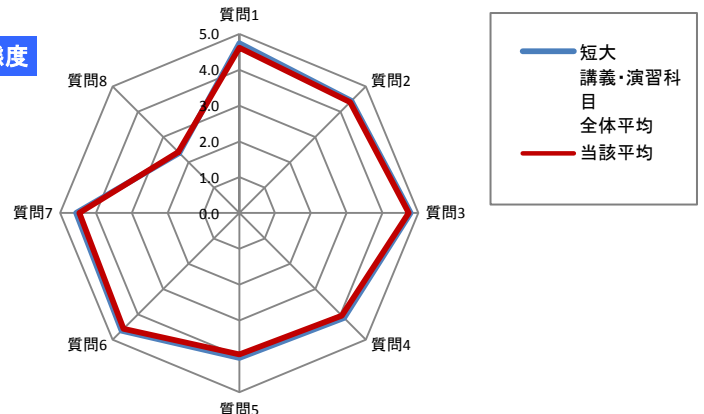 態度
質問1
質問2
質問3
質問4
質問5
質問6
質問7
質問8
5.0
4.0
3.0
2.0
1.0
0.0
短大
講義・演習科
目
全体平均
当該平均